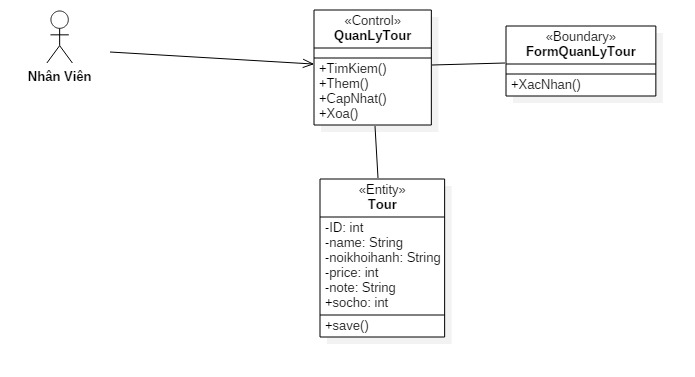 Nhân Viên
«Control»
QuanLyTour
+TimKiem()
+Them()
+CapNhat()
+Xoa()
«Boundary»
FormQuanLyTour
+XacNhan()
«Entity»
Tour
-ID: int
-name: String
-noikhoihanh: String
-price: int
-note: String
+socho: int
+save()